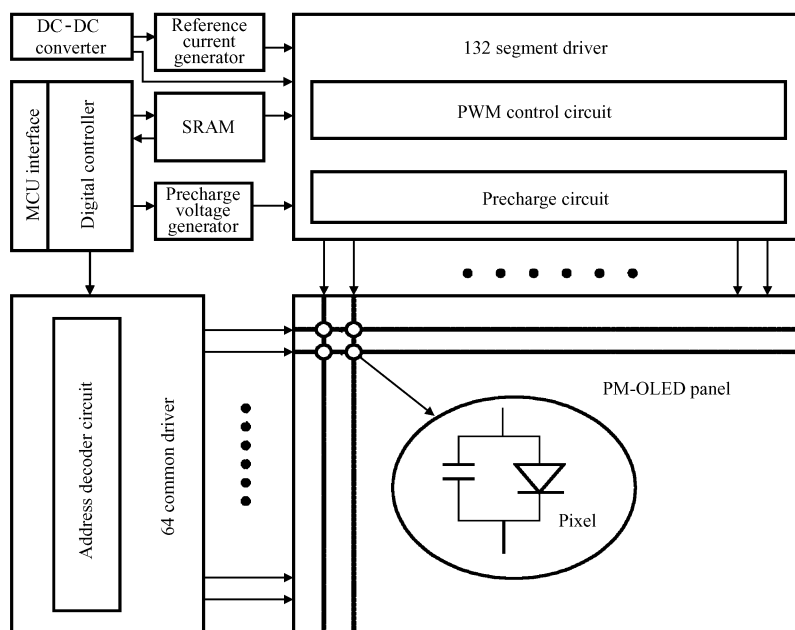 DC-DC
converter
Reference
current
generator
132 segment driver
MCU interface
Digital controller
SRAM
PWM control circuit
Precharge
voltage
generator
Precharge circuit
Address decoder circuit
64 common driver
PM-OLED panel
Pixel